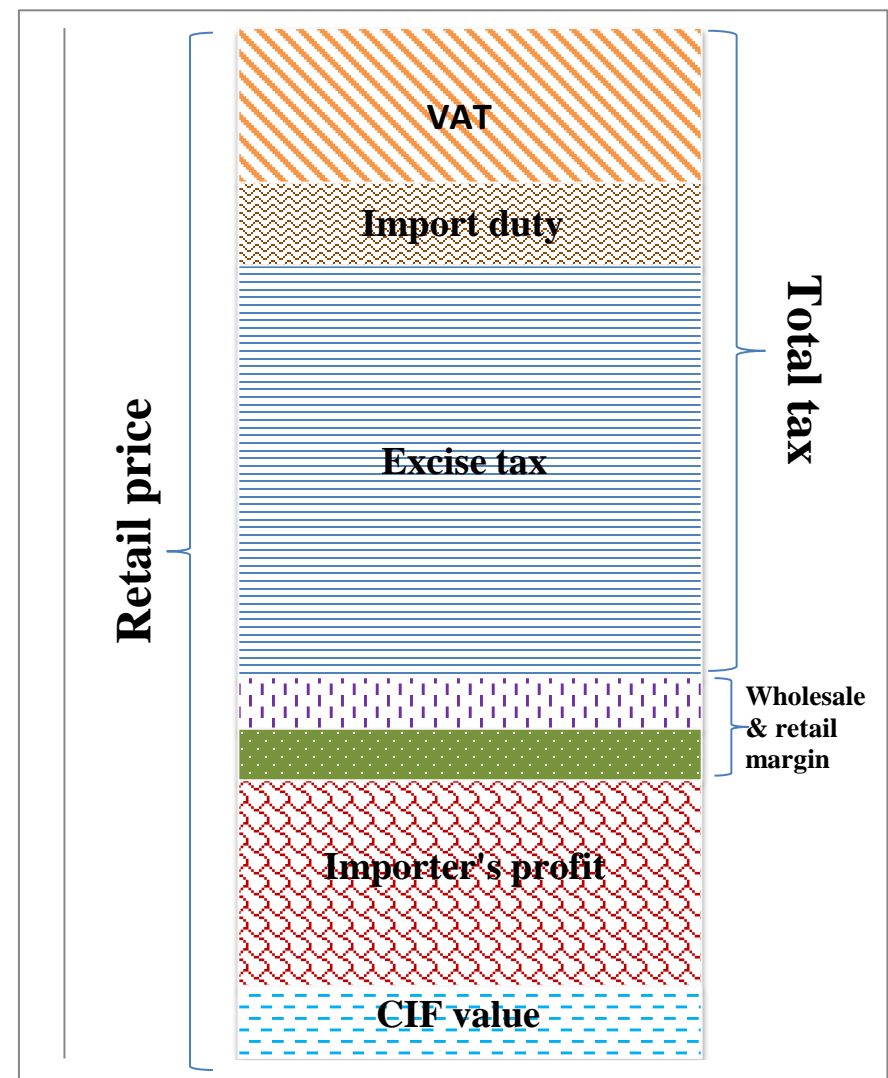 VAT
Import duty
Total tax
Excise tax
Retail price
Wholesale
& retail
margin
Importer's profit
CIF value